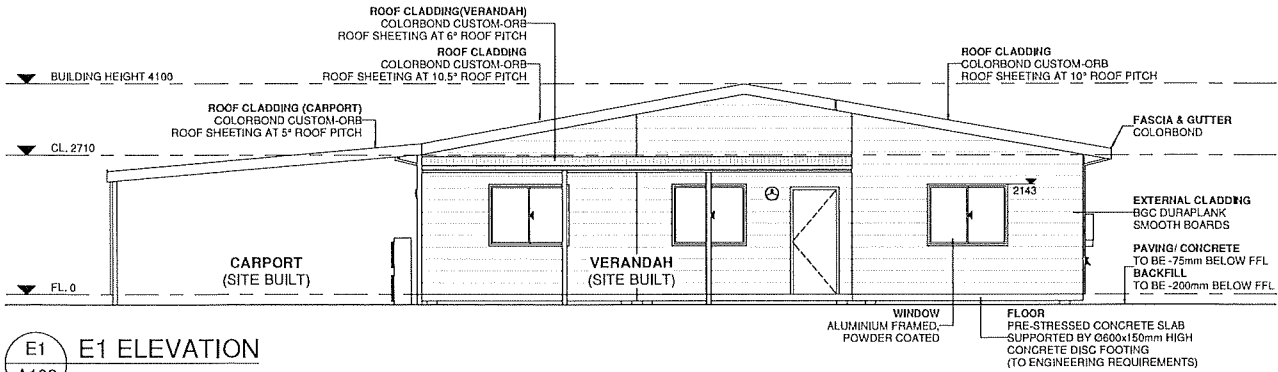 ROOF CLADDING(VERANDAH)
COLORBOND CUSTOM-ORB
ROOF SHEETING AT 6° ROOF PITCH
ROOF CLADDING
COLORBOND CUSTOM-ORB
ROOF SHEETING AT 10.5° ROOF PITCH
ROOF CLADDING
COLORBOND CUSTOM-ORB
ROOF SHEETING AT 10° ROOF PITCH
BUILDING HEIGHT 4100
ROOF CLADDING (CARPORT)
COLORBOND CUSTOM-ORB
ROOF SHEETING AT 5° ROOF PITCH
FASCIA & GUTTER
COLORBOND
CL. 2710
2143
EXTERNAL CLADDING
BGC DURAPLANK
SMOOTH BOARDS
PAVING/ CONCRETE
TO BE -75mm BELOW FFL
BACKFILL
TO BE -200mm BELOW FFL
CARPORT
(SITE BUILT)
VERANDAH
(SITE BUILT)
FL. 0
WINDOW
ALUMINIUM FRAMED,
POWDER COATED
FLOOR
PRE-STRESSED CONCRETE SLAB
SUPPORTED BY Ø600x150mm HIGH
CONCRETE DISC FOOTING
(TO ENGINEERING REQUIREMENTS)
E1
E1 ELEVATION